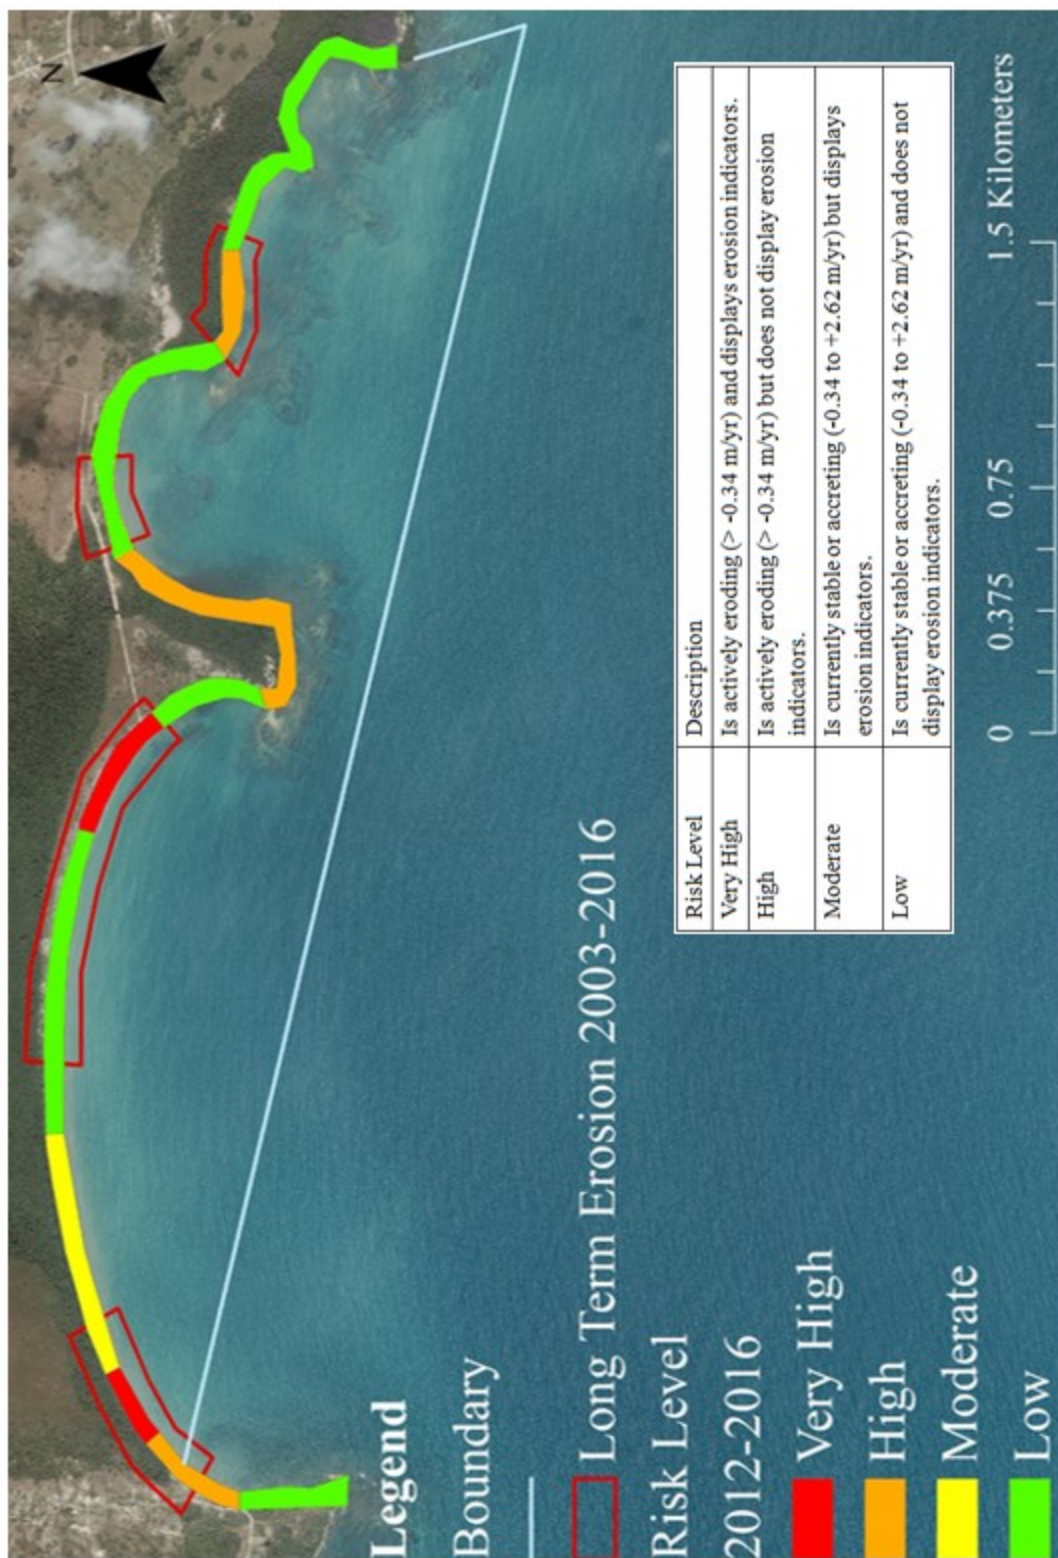 N
Legend
Boundary
Long Term Erosion 2003-2016
Risk Level
2012-2016
Very High
High
Moderate
Low
Risk Level Description
Very High Is actively eroding (> -0.34 m/yr) and displays erosion indicators.
High Is actively eroding (> -0.34 m/yr) but does not display erosion
indicators.
Moderate Is currently stable or accreting (-0.34 to +2.62 m/yr) but displays
erosion indicators.
Low Is currently stable or accreting (-0.34 to +2.62 m/yr) and does not
display erosion indicators.
0 0.375 0.75 1.5 Kilometers